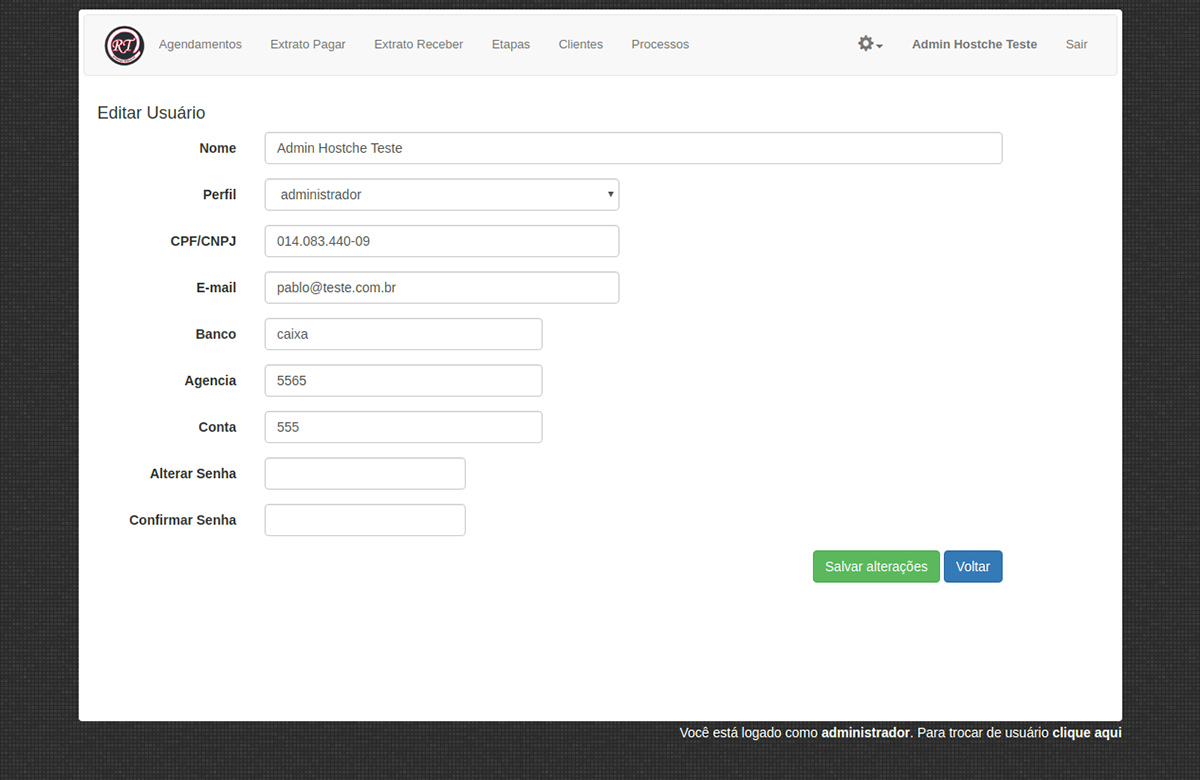 RT Agendamentos Extrato Pagar Extrato Receber Etapas Clientes Processos Admin Hostche Teste Sair
Editar Usuário
Nome Admin Hostche Teste
Perfil administrador
CPF/CNPJ 014.083.440-09
E-mail pablo@teste.com.br
Banco caixa
Agencia 5565
Conta 555
Alterar Senha
Confirmar Senha
Salvar alterações Voltar
Você está logado como administrador. Para trocar de usuário clique aqui